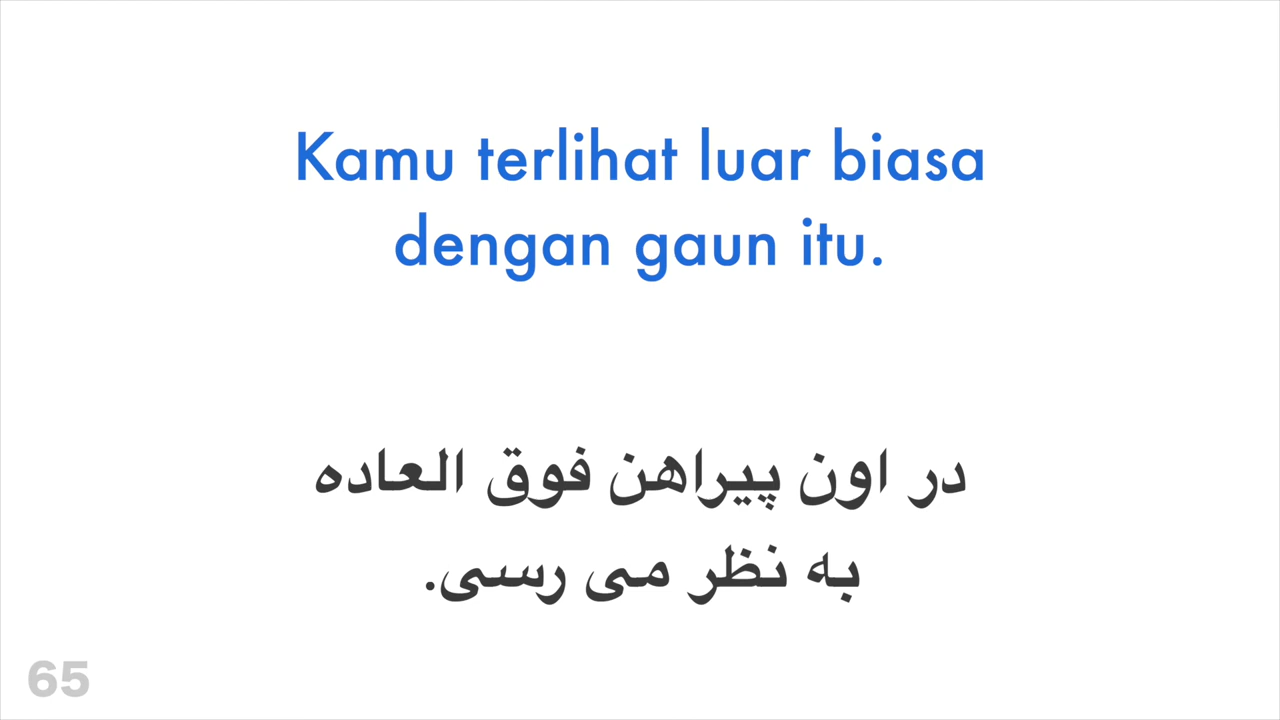 Kamu terlihat luar biasa
dengan gaun itu.
در اون پیراهن فوق العاده
به نظر می رسی.
65